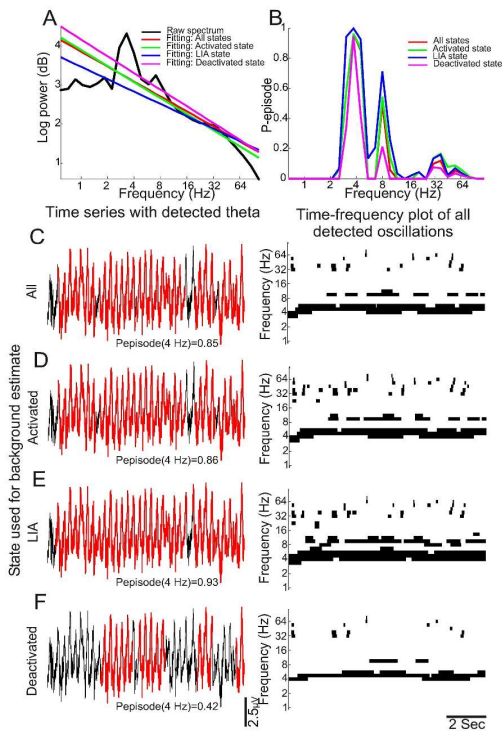 A
Raw spectrum
Fitting: All states
Fitting: Activated state
Fitting: LIA state
Fitting: Deactivated state
Log power (dB)
4
3
2
1
1 2 4 8 16 32 64
Frequency (Hz)
B
All states
Activated state
LIA state
Deactivated state
P-episode
1
0.8
0.6
0.4
0.2
0
1 2 4 8 16 32 64
Frequency (Hz)
Time series with detected theta
Time-frequency plot of all
detected oscillations
State used for background estimate
C
All
Pepisode(4 Hz)=0.85
Frequency (Hz)
64
32
16
8
4
2
1
D
Activated
Pepisode(4 Hz)=0.86
Frequency (Hz)
64
32
16
8
4
2
1
E
LIA
Pepisode(4 Hz)=0.93
Frequency (Hz)
64
32
16
8
4
2
1
F
Deactivated
Pepisode(4 Hz)=0.42
2.5µV
Frequency (Hz)
64
32
16
8
4
2
1
2 Sec